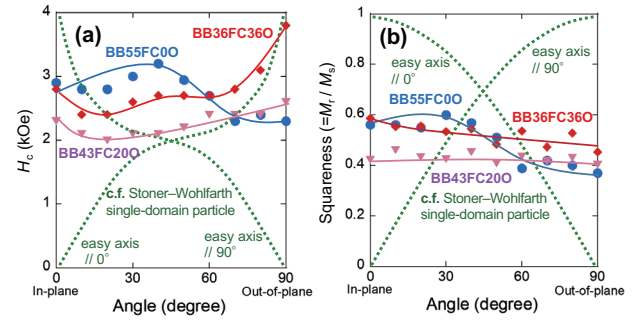 (a)
BB55FC0O
BB36FC36O
4
3
2
1
0
Hc (kOe)
BB43FC20O
c.f. Stoner–Wohlfarth
single-domain particle
easy axis
// 0°
easy axis
// 90°
0
30
60
90
In-plane
Out-of-plane
Angle (degree)
(b)
easy axis
// 0°
easy axis
// 90°
BB55FC0O
BB36FC36O
1
0.8
0.6
0.4
0.2
0
Squareness (=Mr / Ms)
BB43FC20O
c.f. Stoner–Wohlfarth
single-domain particle
0
30
60
90
In-plane
Out-of-plane
Angle (degree)